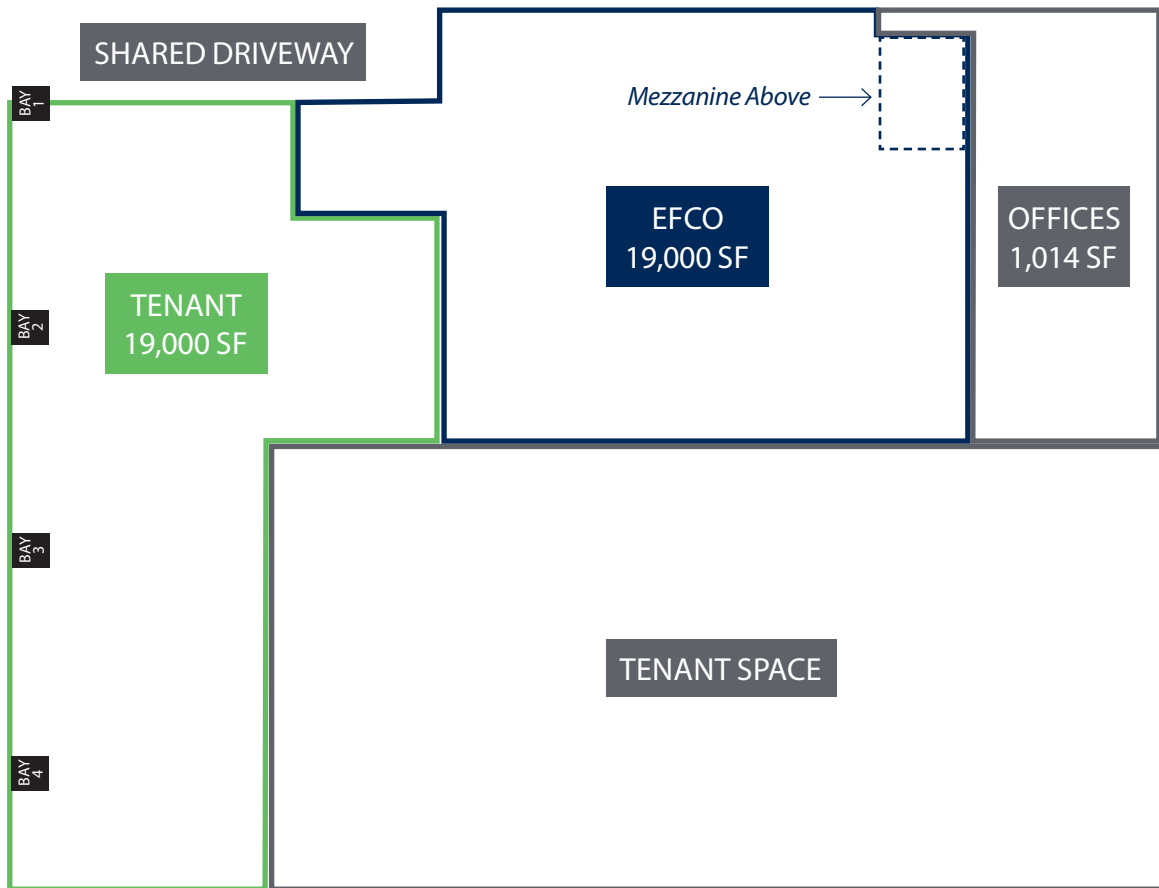 SHARED DRIVEWAY
BAY
1
Mezzanine Above
EFCO
19,000 SF
OFFICES
1,014 SF
TENANT
19,000 SF
BAY
2
BAY
3
TENANT SPACE
BAY
4